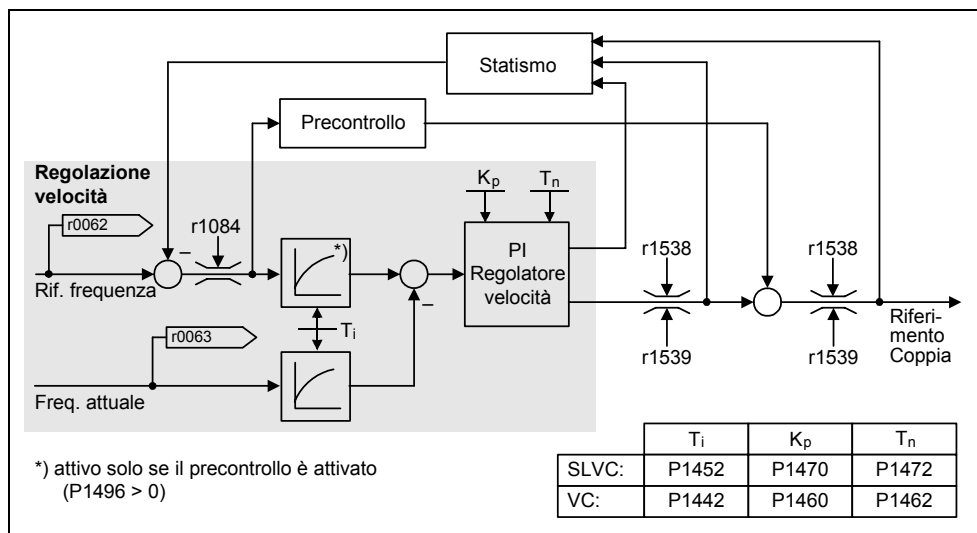 Statismo
Precontrollo
Regolazione
velocità
r0062
r1084
Rif. frequenza
*)
Kp
Tn
PI
Regolatore
velocità
r1538
r1539
r1538
r1539
Riferi-
mento
Coppia
Ti
r0063
Freq. attuale
*) attivo solo se il precontrollo è attivato
(P1496 > 0)
Ti Kp Tn
SLVC: P1452 P1470 P1472
VC: P1442 P1460 P1462